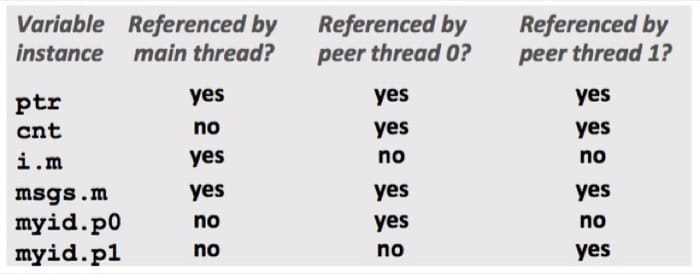 Variable Referenced by Referenced by Referenced by
instance main thread? peer thread 0? peer thread 1?
ptr yes yes yes
cnt no yes yes
i.m yes no no
msgs.m yes yes yes
myid.p0 no yes no
myid.p1 no no yes